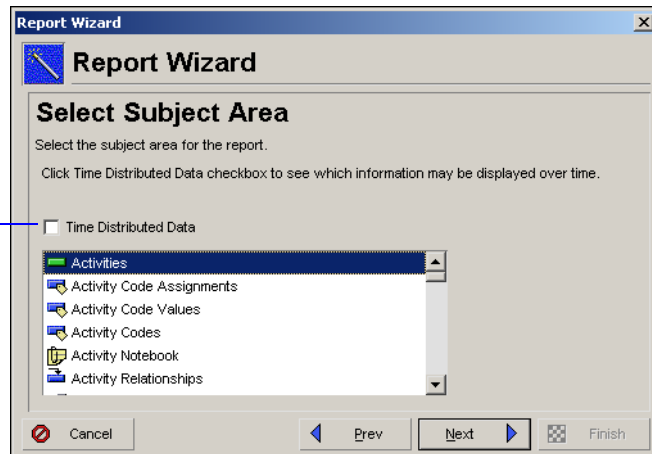 Report Wizard
Report Wizard
Select Subject Area
Select the subject area for the report.
Click Time Distributed Data checkbox to see which information may be displayed over time.
Time Distributed Data
Activities
Activity Code Assignments
Activity Code Values
Activity Codes
Activity Notebook
Activity Relationships
Cancel
Prev
Next
Finish